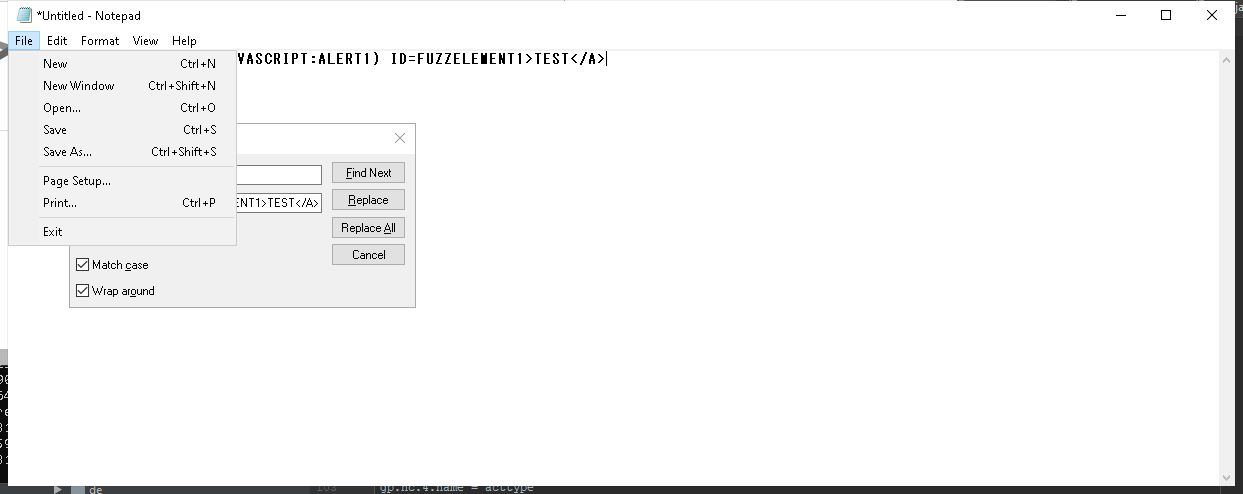 *Untitled - Notepad
File Edit Format View Help
VASCRIPT:ALERT1) ID=FUZZELEMENT1>TEST</A>
New Ctrl+N
New Window Ctrl+Shift+N
Open... Ctrl+O
Save Ctrl+S
Save As... Ctrl+Shift+S
Page Setup...
Print... Ctrl+P
Exit
Find Next
ENT1>TEST</A> Replace
Replace All
Cancel
Match case
Wrap around
de
gp.nc.4.name = acttype